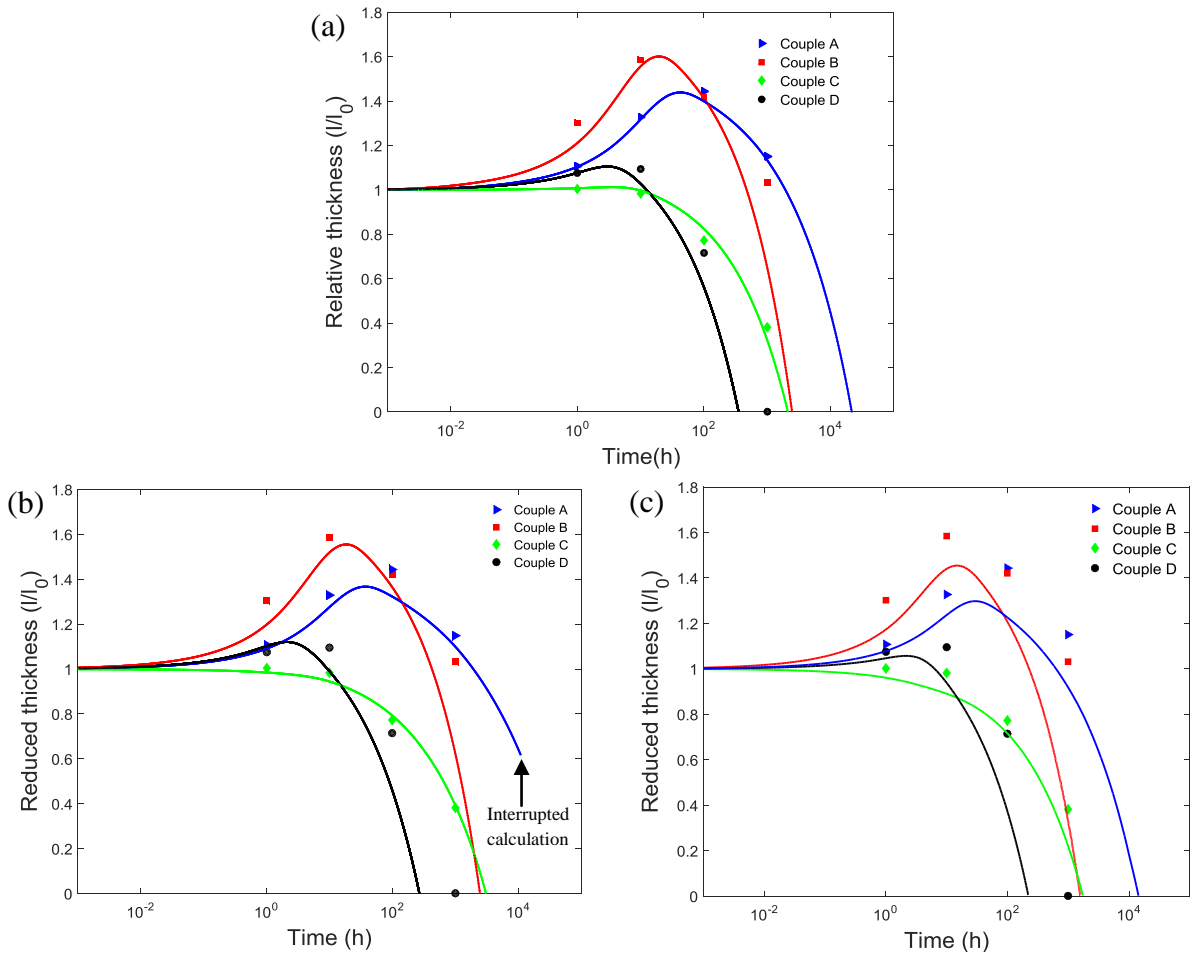 (a)
Relative thickness (l/l0)
1.8
1.6
1.4
1.2
1
0.8
0.6
0.4
0.2
0
Couple A
Couple B
Couple C
Couple D
10-2
100
102
104
Time(h)
(b)
Reduced thickness (l/l0)
1.8
1.6
1.4
1.2
1
0.8
0.6
0.4
0.2
0
Couple A
Couple B
Couple C
Couple D
Interrupted
calculation
10-2
100
102
104
Time (h)
(c)
Reduced thickness (l/l0)
1.8
1.6
1.4
1.2
1
0.8
0.6
0.4
0.2
0
Couple A
Couple B
Couple C
Couple D
10-2
100
102
104
Time (h)